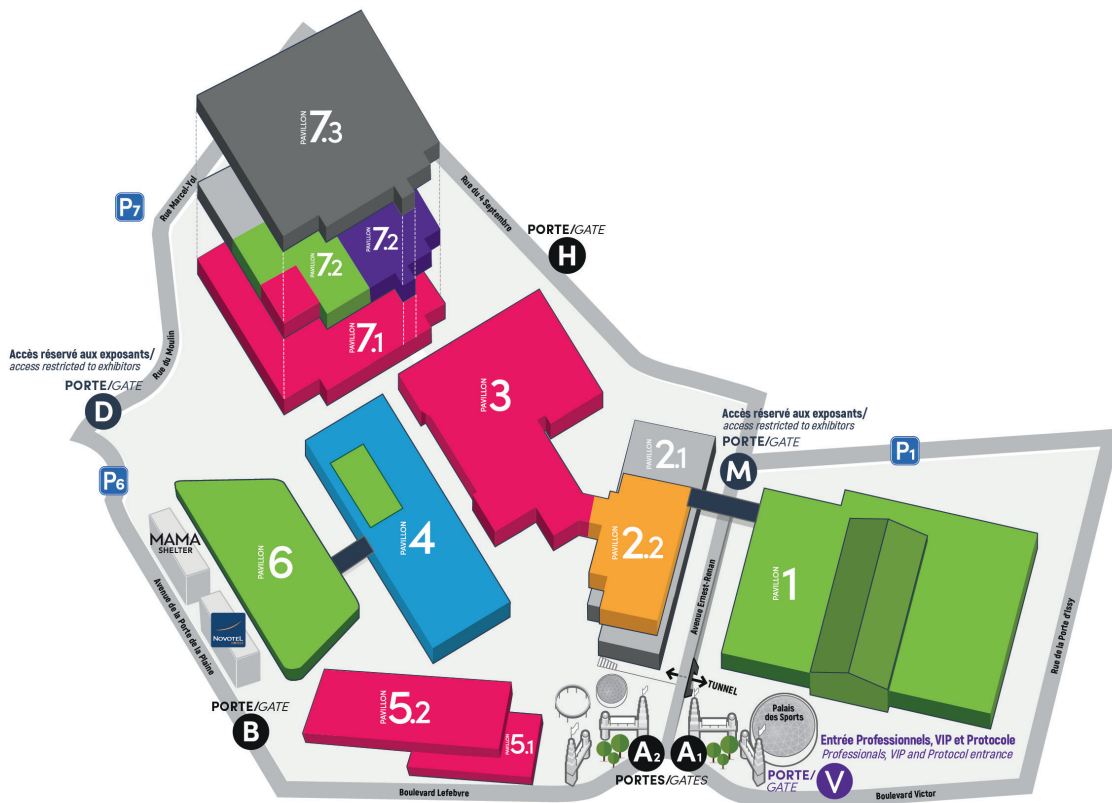 PAVILLON 7.3
P7
Rue Marcel-Yol
Rue du 4 Septembre
PORTE/GATE
H
PAVILLON 7.2
PAVILLON 7.2
PAVILLON 7.1
Rue du Moulin
Accès réservé aux exposants/
access restricted to exhibitors
PORTE/GATE
D
PAVILLON 3
Accès réservé aux exposants/
access restricted to exhibitors
PORTE/GATE
M
PAVILLON 2.1
P1
P6
PAVILLON 4
MAMA
SHELTER
PAVILLON 6
PAVILLON 2.2
PAVILLON 1
Avenue de la Porte de la Plaine
NOVOTEL
Avenue Ernest-Renan
Rue de la Porte d'Issy
TUNNEL
PAVILLON 5.2
PAVILLON 5.1
PORTE/GATE
B
Palais
des Sports
A2
A1
PORTES/GATES
Entrée Professionnels, VIP et Protocole
Professionals, VIP and Protocol entrance
PORTE/
GATE
V
Boulevard Lefebvre
Boulevard Victor